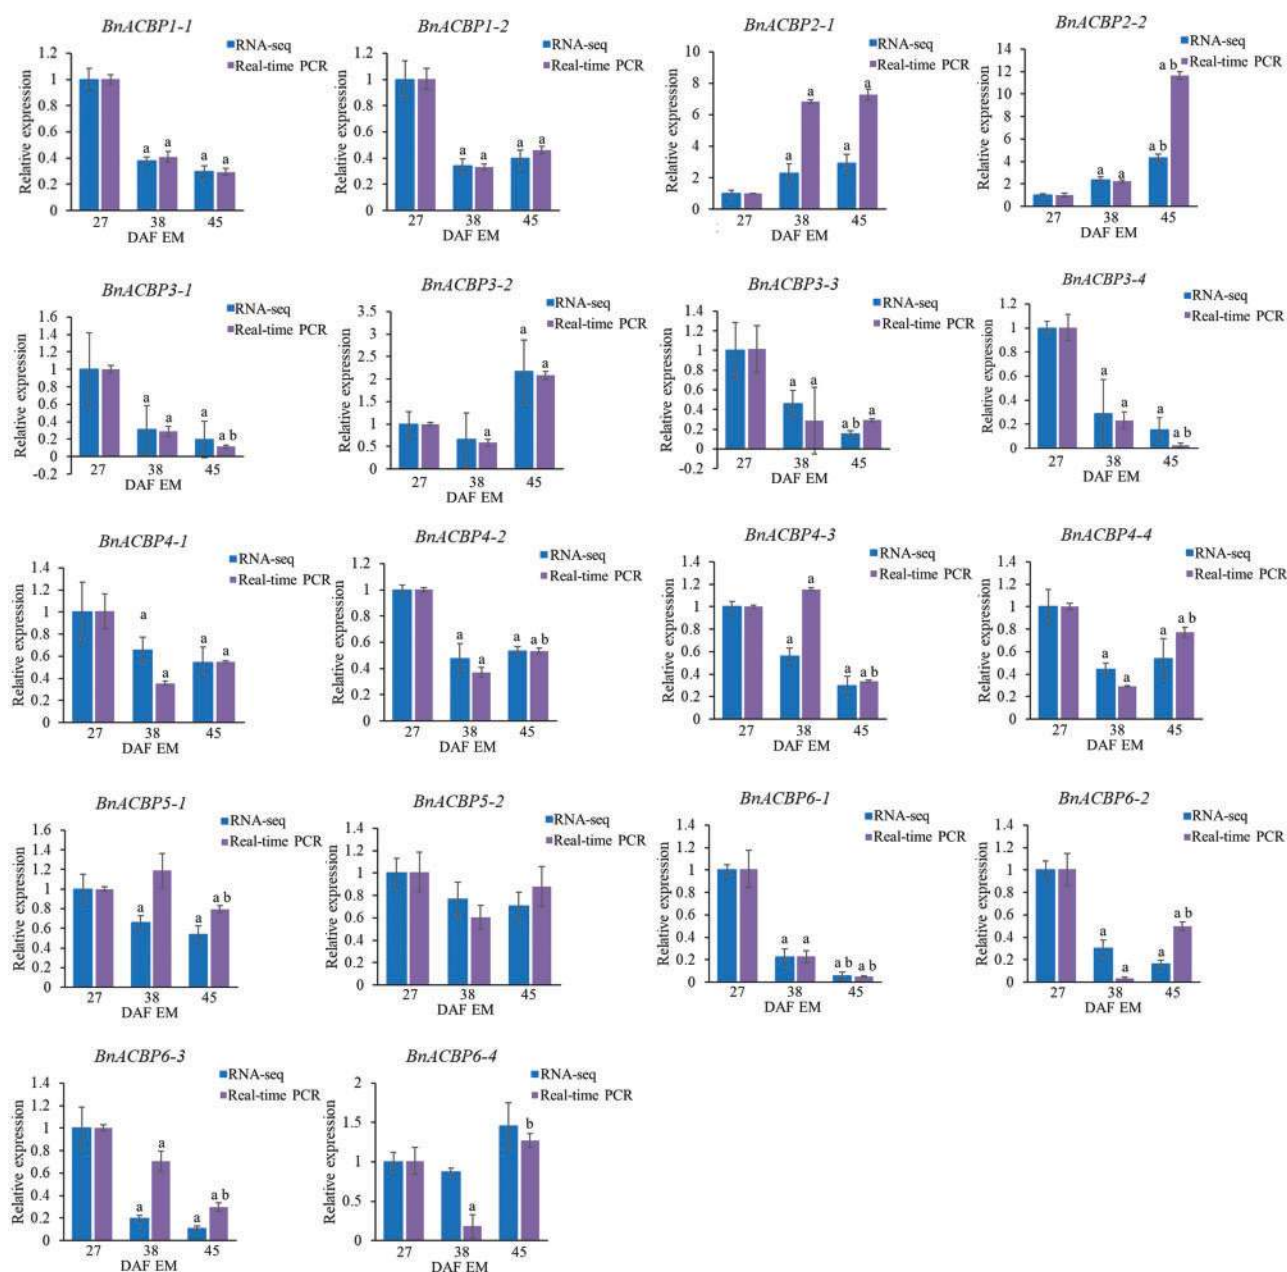 BnACBP1-1
RNA-seq
Real-time PCR
Relative expression
1.2
1
0.8
0.6
0.4
0.2
0
a a a a
27 38 45
DAF EM
BnACBP1-2
RNA-seq
Real-time PCR
Relative expression
1.2
1
0.8
0.6
0.4
0.2
0
a a a a
27 38 45
DAF EM
BnACBP2-1
RNA-seq
Real-time PCR
Relative expression
10
8
6
4
2
0
a a a a
27 38 45
DAF EM
BnACBP2-2
RNA-seq
Real-time PCR
Relative expression
14
12
10
8
6
4
2
0
a a a b a b
27 38 45
DAF EM
BnACBP3-1
RNA-seq
Real-time PCR
Relative expression
1.6
1.4
1.2
1
0.8
0.6
0.4
0.2
0
-0.2
a a a a b
27 38 45
DAF EM
BnACBP3-2
RNA-seq
Real-time PCR
Relative expression
3.5
3
2.5
2
1.5
1
0.5
0
a a a
27 38 45
DAF EM
BnACBP3-3
RNA-seq
Real-time PCR
Relative expression
1.4
1.2
1
0.8
0.6
0.4
0.2
0
-0.2
a a a b a
27 38 45
DAF EM
BnACBP3-4
RNA-seq
Real-time PCR
Relative expression
1.2
1
0.8
0.6
0.4
0.2
0
a a a a b
27 38 45
DAF EM
BnACBP4-1
RNA-seq
Real-time PCR
Relative expression
1.4
1.2
1
0.8
0.6
0.4
0.2
0
a a a a
27 38 45
DAF EM
BnACBP4-2
RNA-seq
Real-time PCR
Relative expression
1.2
1
0.8
0.6
0.4
0.2
0
a a a a b
27 38 45
DAF EM
BnACBP4-3
RNA-seq
Real-time PCR
Relative expression
1.4
1.2
1
0.8
0.6
0.4
0.2
0
a a a b a b
27 38 45
DAF EM
BnACBP4-4
RNA-seq
Real-time PCR
Relative expression
1.4
1.2
1
0.8
0.6
0.4
0.2
0
a a a a b
27 38 45
DAF EM
BnACBP5-1
RNA-seq
Real-time PCR
Relative expression
1.6
1.4
1.2
1
0.8
0.6
0.4
0.2
0
a a a b
27 38 45
DAF EM
BnACBP5-2
RNA-seq
Real-time PCR
Relative expression
1.4
1.2
1
0.8
0.6
0.4
0.2
0
27 38 45
DAF EM
BnACBP6-1
RNA-seq
Real-time PCR
Relative expression
1.4
1.2
1
0.8
0.6
0.4
0.2
0
a a a b a b
27 38 45
DAF EM
BnACBP6-2
RNA-seq
Real-time PCR
Relative expression
1.4
1.2
1
0.8
0.6
0.4
0.2
0
a a a a b
27 38 45
DAF EM
BnACBP6-3
RNA-seq
Real-time PCR
Relative expression
1.4
1.2
1
0.8
0.6
0.4
0.2
0
a a a a b
27 38 45
DAF EM
BnACBP6-4
RNA-seq
Real-time PCR
Relative expression
2
1.5
1
0.5
0
a b
27 38 45
DAF EM